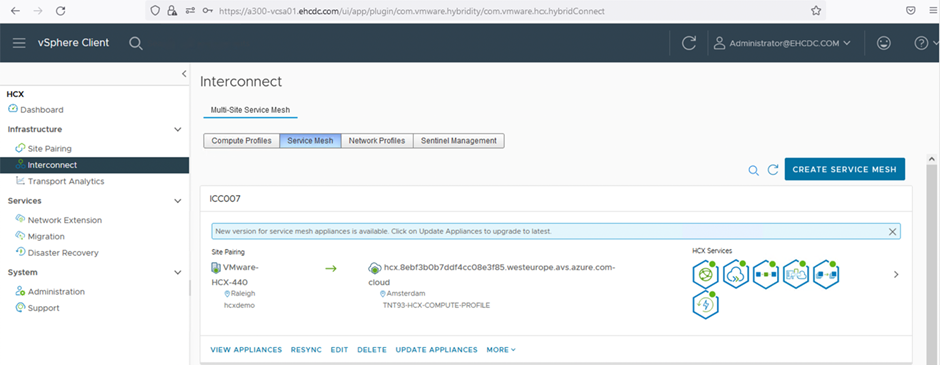 https://a300-vcsa01.ehcdc.com/ui/app/plugin/com.vmware.hybridity/com.vmware.hcx.hybridConnect
vSphere Client
Administrator@EHCDC.COM
HCX
Dashboard
Infrastructure
Site Pairing
Interconnect
Transport Analytics
Services
Network Extension
Migration
Disaster Recovery
System
Administration
Support
Interconnect
Multi-Site Service Mesh
Compute Profiles
Service Mesh
Network Profiles
Sentinel Management
CREATE SERVICE MESH
ICC007
New version for service mesh appliances is available. Click on Update Appliances to upgrade to latest.
Site Pairing
VMware-
HCX-440
Raleigh
hcxdemo
hcx.8ebf3b0b7ddf4cc08e3f85.westeurope.avs.azure.com-
cloud
Amsterdam
TNT93-HCX-COMPUTE-PROFILE
HCX Services
VIEW APPLIANCES
RESYNC
EDIT
DELETE
UPDATE APPLIANCES
MORE